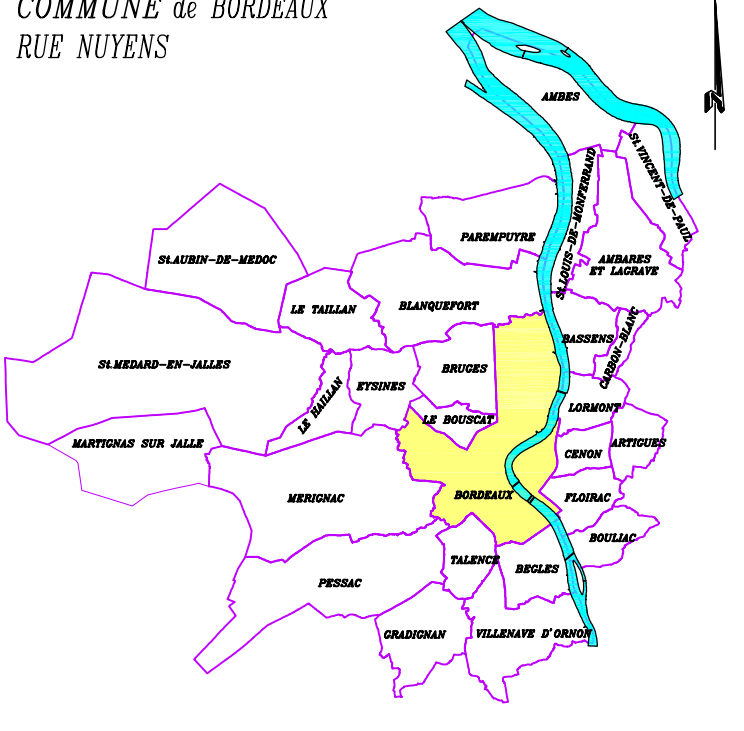 COMMUNE de BORDEAUX
RUE NUYENS
N
AMBES
St.VINCENT-DE-PAUL
St.LOUIS-DE-MONFERRAND
PAREMPUYRE
AMBARES
ET LAGRAVE
St.AUBIN-DE-MEDOC
LE TAILLAN
BLANQUEFORT
BASSENS
CARBON-BLANC
St.MEDARD-EN-JALLES
BRUGES
EYSINES
LE HAILLAN
LORMONT
LE BOUSCAT
MARTIGNAS SUR JALLE
ARTIGUES
CENON
MERIGNAC
BORDEAUX
FLOIRAC
BOULIAC
TALENCE
BEGLES
PESSAC
GRADIGNAN
VILLENAVE D'ORNON